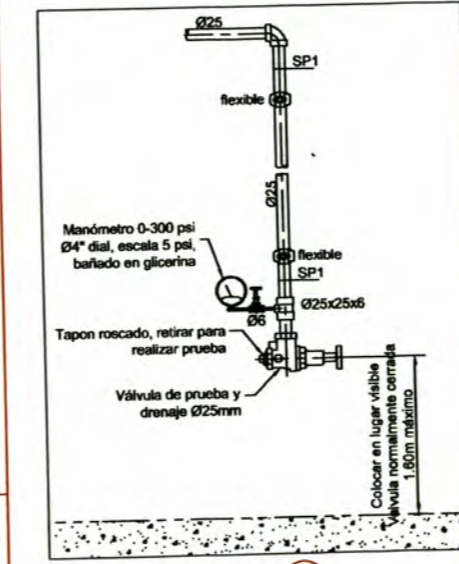 Ø25
SP1
flexible
Ø25
Manómetro 0-300 psi
Ø4" dial, escala 5 psi,
bañado en glicerina
flexible
SP1
Ø25x25x6
Ø6
Tapon roscado, retirar para
realizar prueba
Válvula de prueba y
drenaje Ø25mm
Colocar en lugar visible
Valvula normalmente cerrada
1.60m máximo